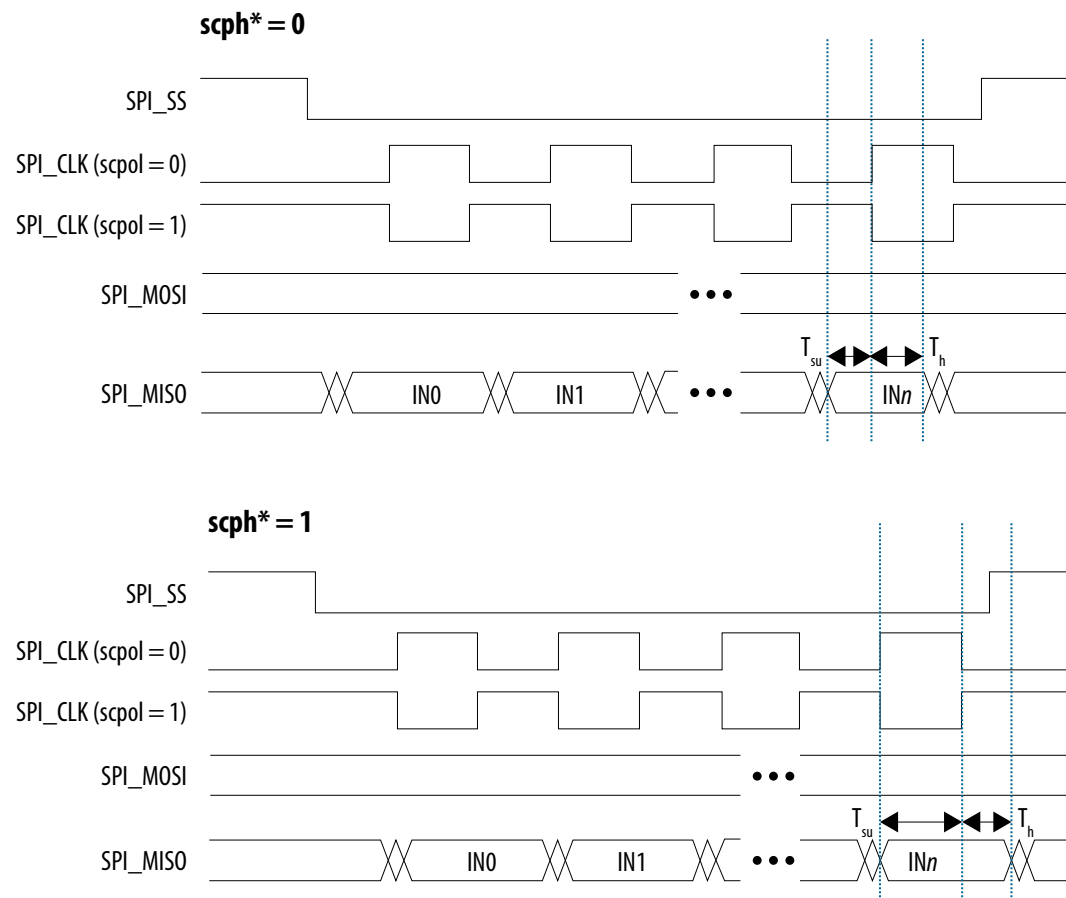 scph* = 0
SPI_SS
SPI_CLK (scpol = 0)
SPI_CLK (scpol = 1)
SPI_MOSI
•••
Tsu Th
SPI_MISO IN0 IN1 ••• INn
scph* = 1
SPI_SS
SPI_CLK (scpol = 0)
SPI_CLK (scpol = 1)
SPI_MOSI
•••
Tsu Th
SPI_MISO IN0 IN1 ••• INn